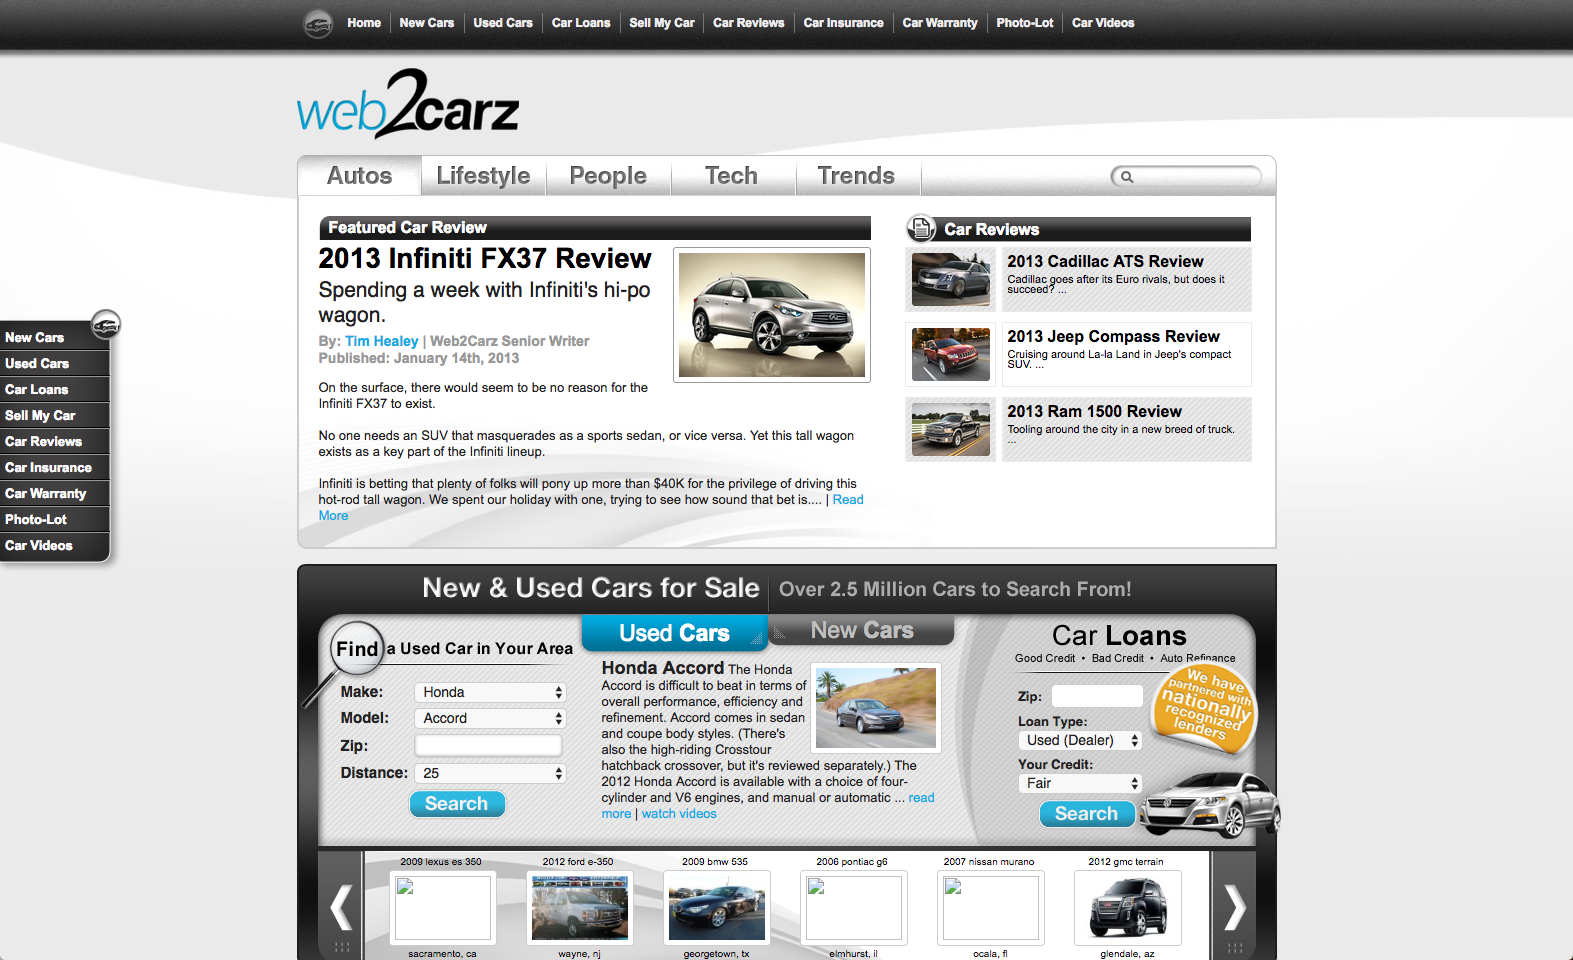 Home
New Cars
Used Cars
Car Loans
Sell My Car
Car Reviews
Car Insurance
Car Warranty
Photo-Lot
Car Videos
web2carz
Autos
Lifestyle
People
Tech
Trends
Featured Car Review
2013 Infiniti FX37 Review
Spending a week with Infiniti's hi-po
wagon.
By: Tim Healey | Web2Carz Senior Writer
Published: January 14th, 2013
On the surface, there would seem to be no reason for the
Infiniti FX37 to exist.
No one needs an SUV that masquerades as a sports sedan, or vice versa. Yet this tall wagon
exists as a key part of the Infiniti lineup.
Infiniti is betting that plenty of folks will pony up more than $40K for the privilege of driving this
hot-rod tall wagon. We spent our holiday with one, trying to see how sound that bet is.... | Read
More
Car Reviews
2013 Cadillac ATS Review
Cadillac goes after its Euro rivals, but does it
succeed? ...
2013 Jeep Compass Review
Cruising around La-la Land in Jeep's compact
SUV. ...
2013 Ram 1500 Review
Tooling around the city in a new breed of truck.
...
New Cars
Used Cars
Car Loans
Sell My Car
Car Reviews
Car Insurance
Car Warranty
Photo-Lot
Car Videos
New & Used Cars for Sale
Over 2.5 Million Cars to Search From!
Find a Used Car in Your Area
Make: Honda
Model: Accord
Zip:
Distance: 25
Search
Used Cars
New Cars
Honda Accord The Honda
Accord is difficult to beat in terms of
overall performance, efficiency and
refinement. Accord comes in sedan
and coupe body styles. (There's
also the high-riding Crosstour
hatchback crossover, but it's reviewed separately.) The
2012 Honda Accord is available with a choice of four-
cylinder and V6 engines, and manual or automatic ... read
more | watch videos
Car Loans
Good Credit • Bad Credit • Auto Refinance
Zip:
Loan Type:
Used (Dealer)
Your Credit:
Fair
Search
We have
partnered with
nationally
recognized
lenders
2009 lexus es 350
2012 ford e-350
2009 bmw 535
2006 pontiac g6
2007 nissan murano
2012 gmc terrain
sacramento, ca
wayne, nj
georgetown, tx
elmhurst, il
ocala, fl
glendale, az